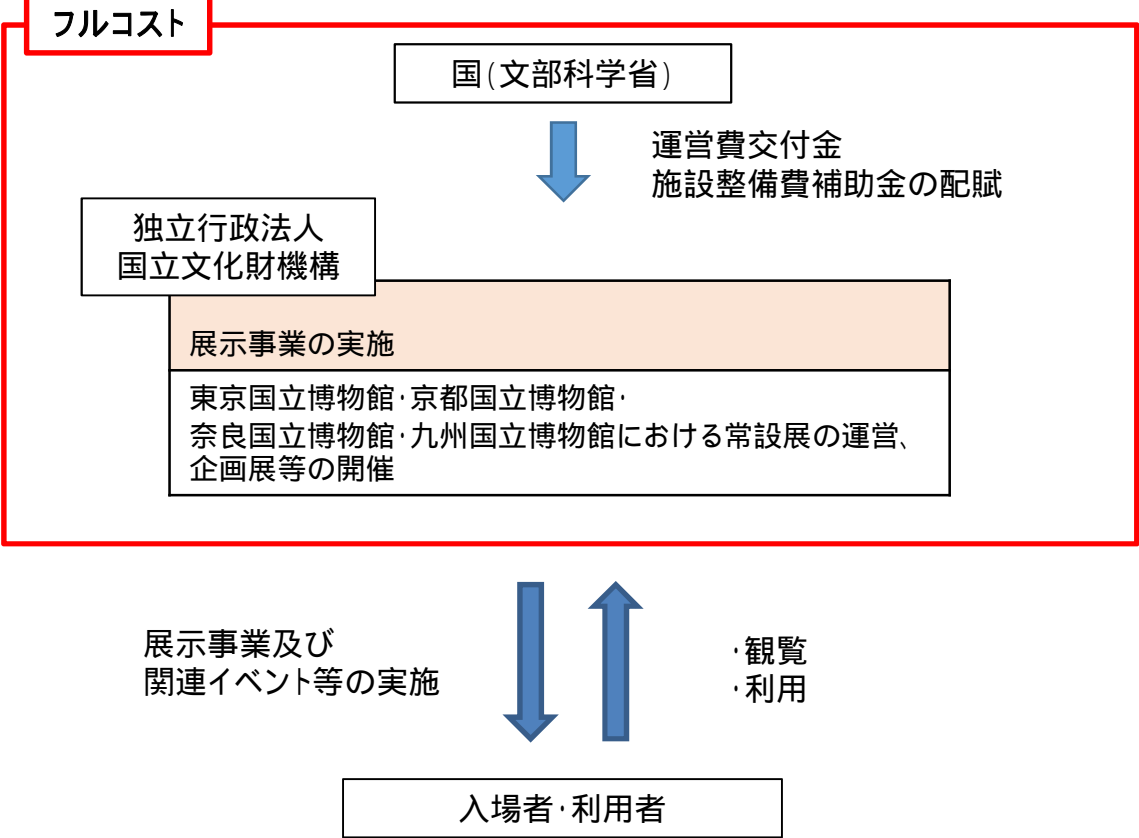 フルコスト
国(文部科学省)
運営費交付金
施設整備費補助金の配賦
独立行政法人
国立文化財機構
展示事業の実施
東京国立博物館・京都国立博物館・
奈良国立博物館・九州国立博物館における常設展の運営、
企画展等の開催
展示事業及び
関連イベント等の実施
・観覧
・利用
入場者・利用者